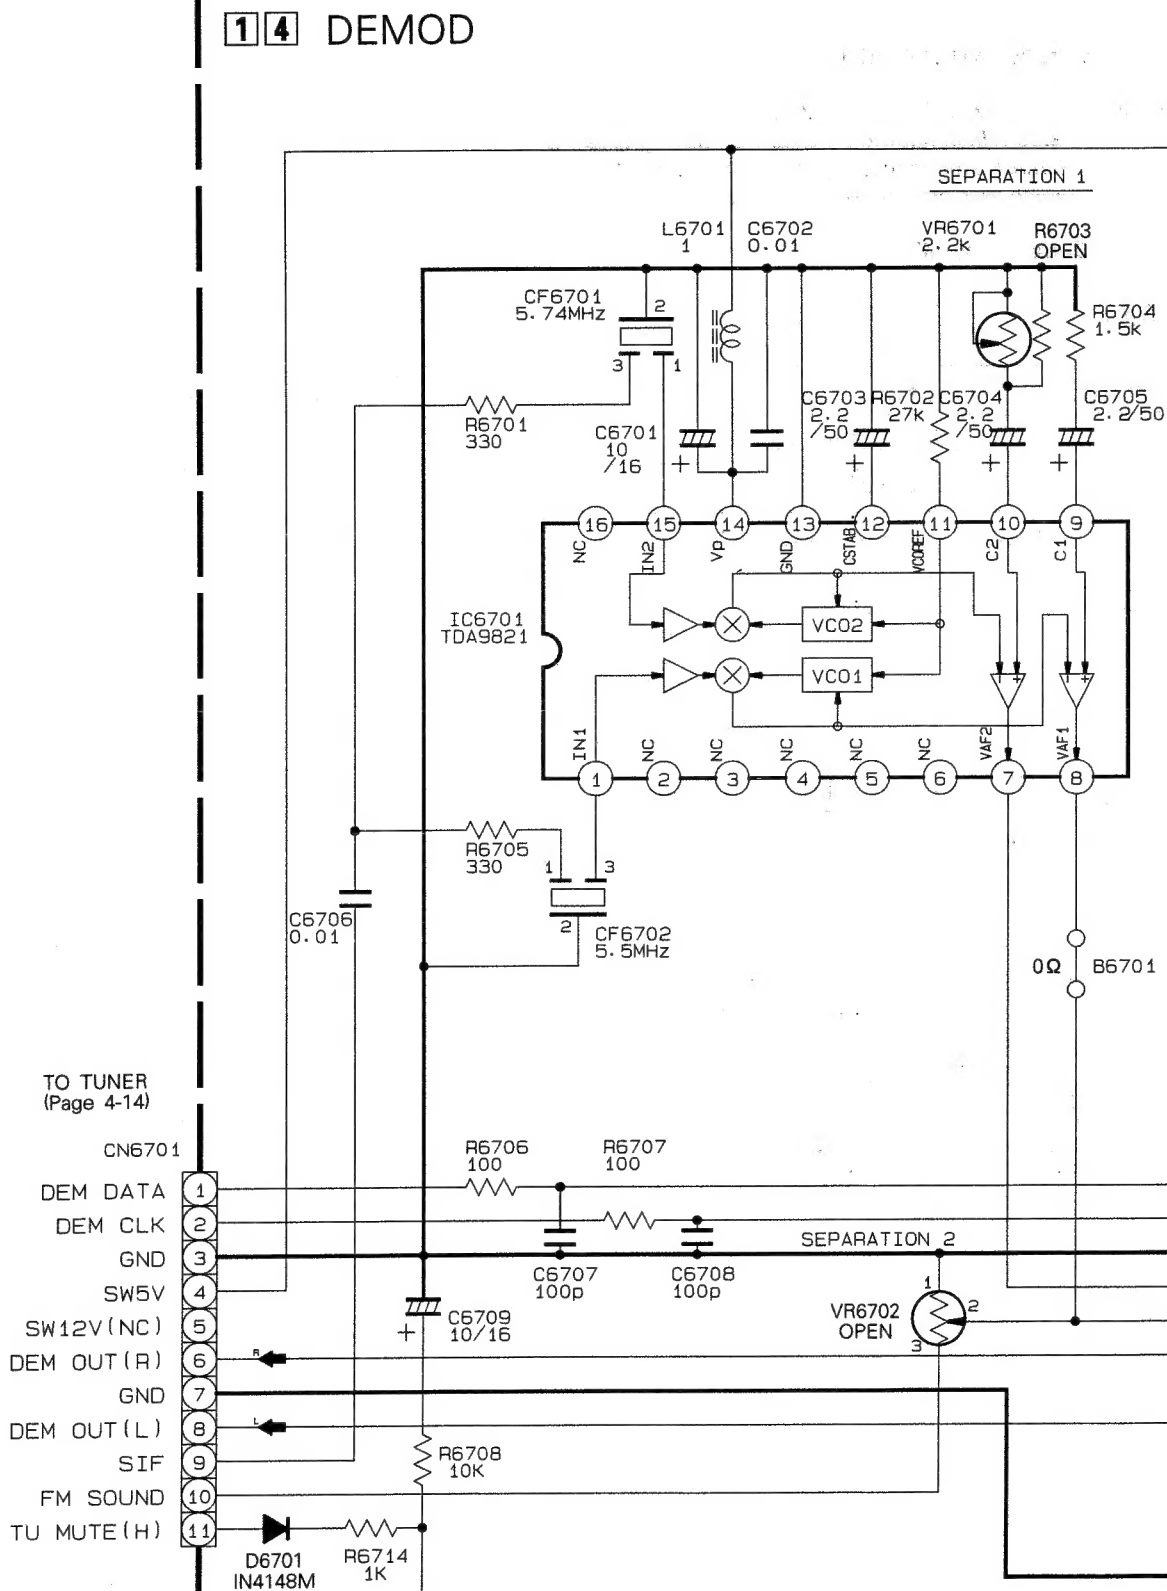 14 DEMOD
SEPARATION 1
L6701
1
C6702
0.01
VR6701
2.2K
R6703
OPEN
CF6701
5.74MHz
2
3
1
R6704
1.5K
R6701
330
C6701
10
/16
C6703
2.2
/50
R6702
27K
C6704
2.2
/50
C6705
2.2/50
+ + + +
16 15 14 13 12 11 10 9
NC IN2 Vp GND CSTAB VCOREF C2 C1
IC6701
TDA9821
VCO2
VCO1
- + - +
IN1 NC NC NC NC NC VAF2 VAF1
1 2 3 4 5 6 7 8
R6705
330
1 3
2
CF6702
5.5MHz
C6706
0.01
0Ω B6701
TO TUNER
(Page 4-14)
CN6701
R6706
100
R6707
100
DEM DATA 1
DEM CLK 2
GND 3
SEPARATION 2
C6707
100p
C6708
100p
SW5V 4
SW12V(NC) 5
C6709
10/16
+
VR6702
OPEN
1
2
3
DEM OUT(R) 6 R
GND 7
DEM OUT(L) 8 L
SIF 9
R6708
10K
FM SOUND 10
TU MUTE(H) 11
D6701
IN4148M
R6714
1K